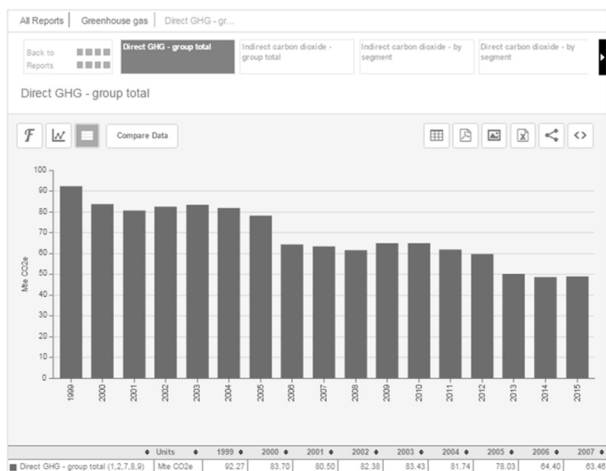 All Reports Greenhouse gas Direct GHG - gr...
Back to
Reports
Direct GHG - group total
Indirect carbon dioxide -
group total
Indirect carbon dioxide - by
segment
Direct carbon dioxide - by
segment
Direct GHG - group total
F Compare Data
100
90
80
70
60
50
40
30
20
10
0
Mte CO2e
1999 2000 2001 2002 2003 2004 2005 2006 2007 2008 2009 2010 2011 2012 2013 2014 2015
Units 1999 2000 2001 2002 2003 2004 2005 2006 2007
Direct GHG - group total (1,2,7,8,9) Mte CO2e 92.27 83.70 80.50 82.38 83.43 81.74 78.03 64.40 63.46